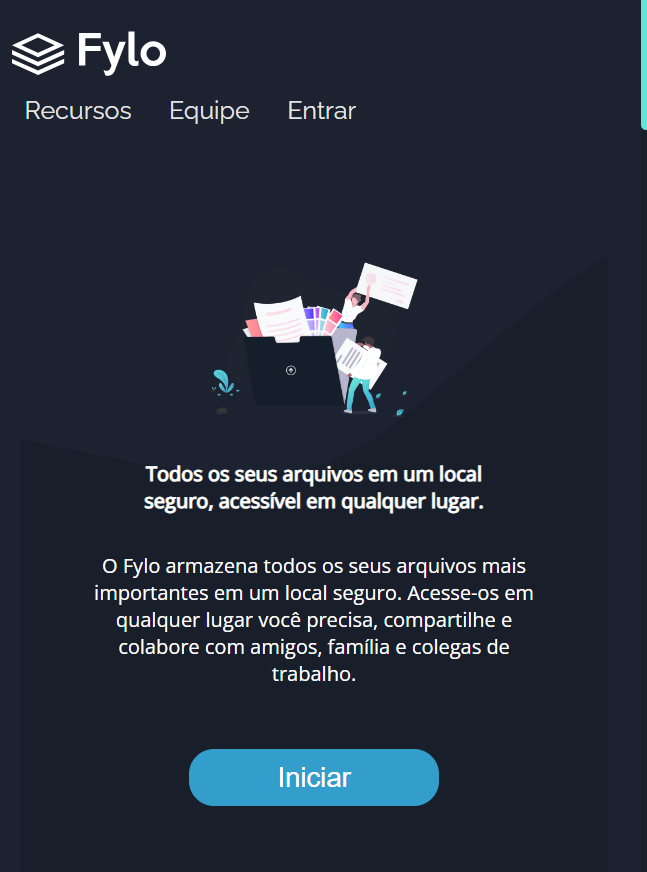 Fylo
Recursos Equipe Entrar
Todos os seus arquivos em um local
seguro, acessível em qualquer lugar.
O Fylo armazena todos os seus arquivos mais
importantes em um local seguro. Acesse-os em
qualquer lugar você precisa, compartilhe e
colabore com amigos, família e colegas de
trabalho.
Iniciar